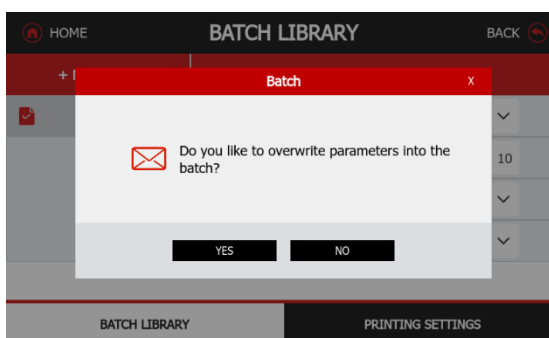 HOME
BATCH LIBRARY
BACK
Batch
X
Do you like to overwrite parameters into the
batch?
10
YES
NO
BATCH LIBRARY
PRINTING SETTINGS